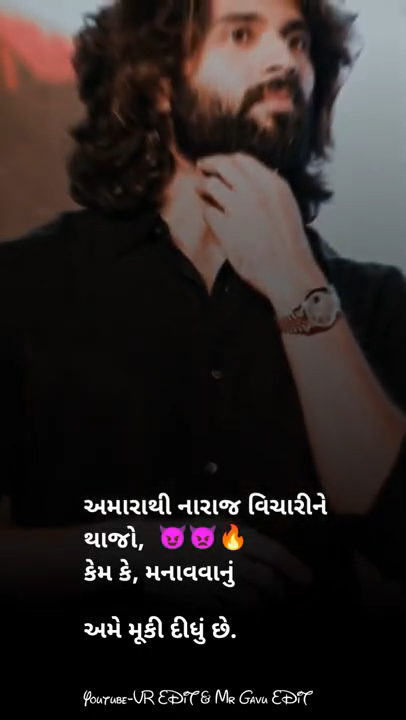 અમારાથી નારાજ વિચારીને
થાજો, 😈👿🔥
કેમ કે, મનાવવાનું
અમે મૂકી દીધું છે.
YOUTUBE-VR EDIT & MR GAVU EDIT